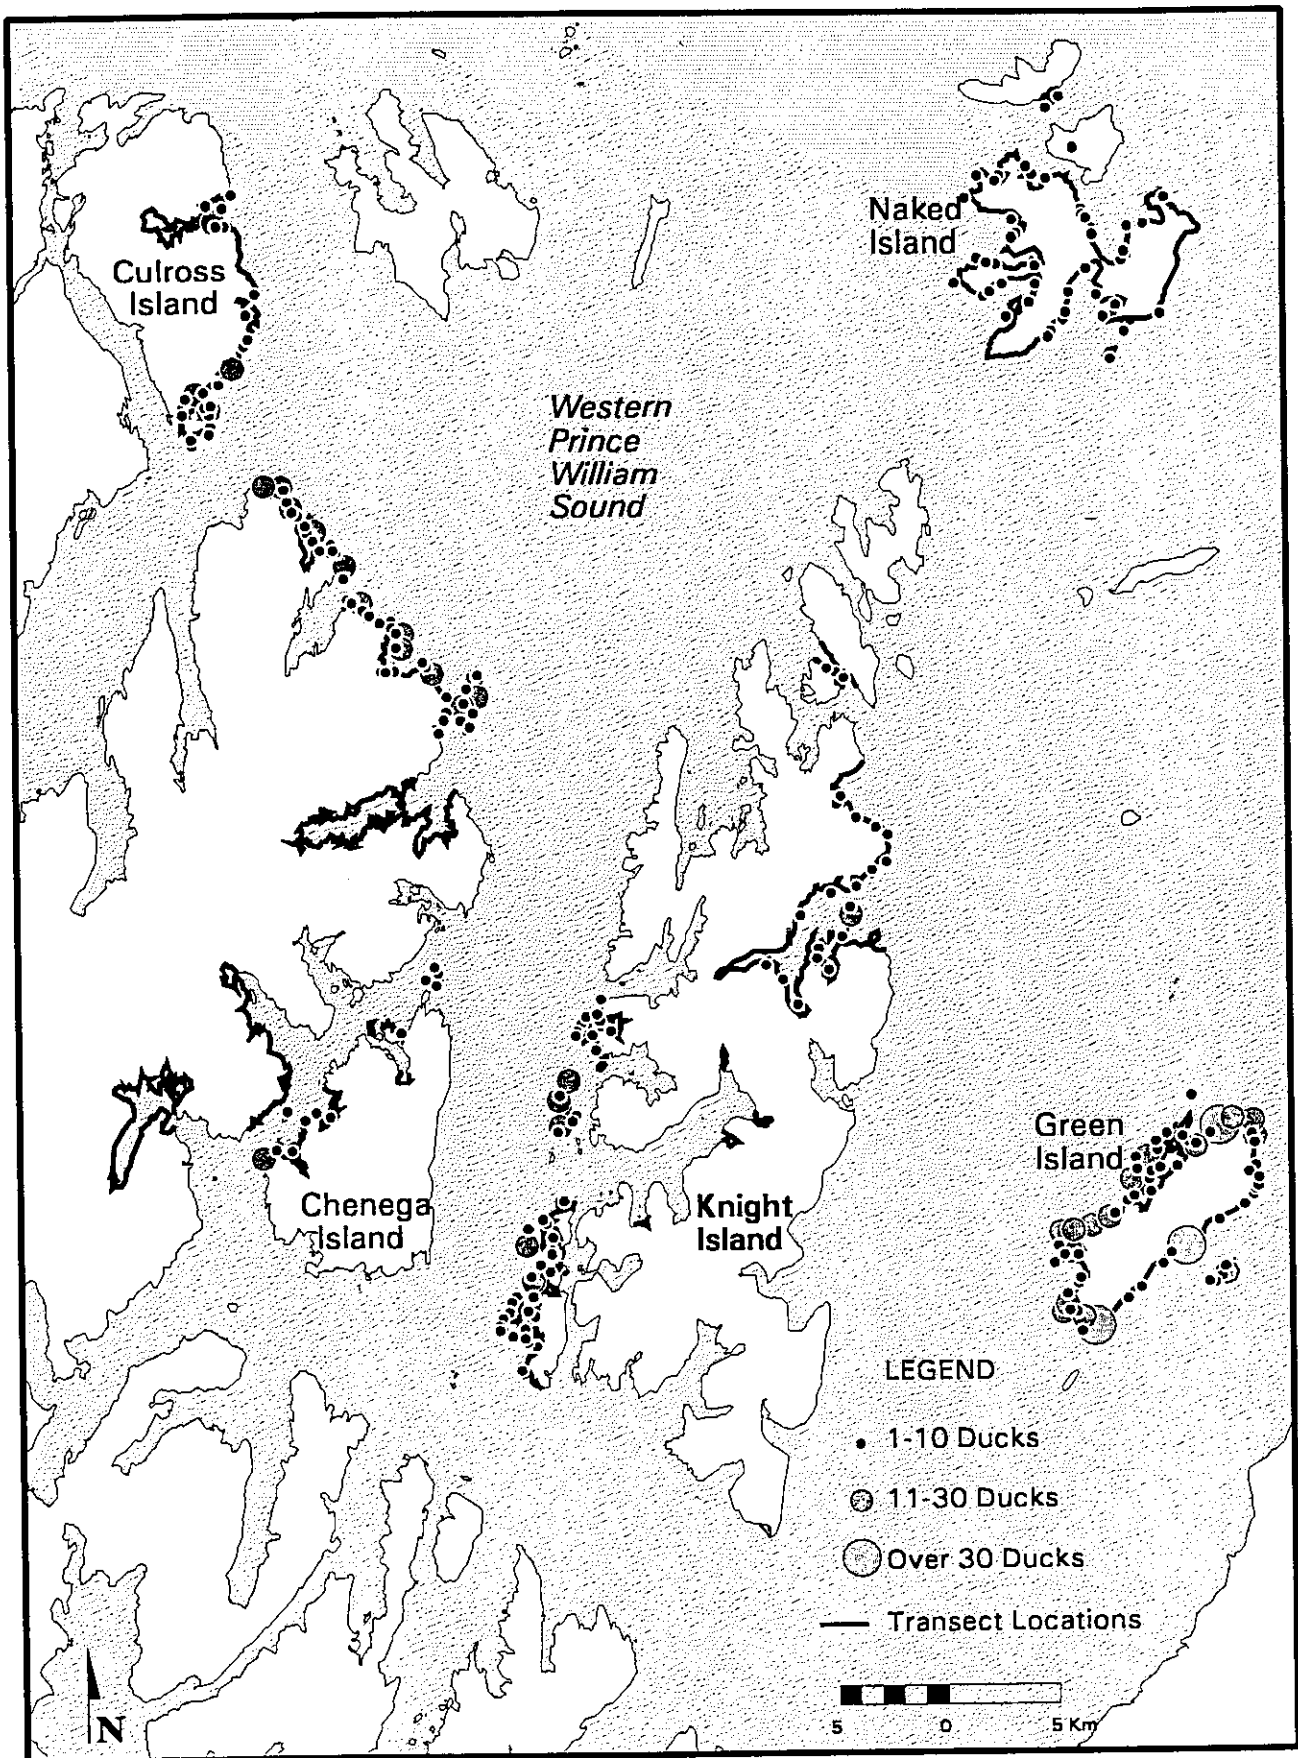 Naked
Island
Culross
Island
Western
Prince
William
Sound
Green
Island
Chenega
Island
Knight
Island
LEGEND
1-10 Ducks
11-30 Ducks
Over 30 Ducks
Transect Locations
N
5 0 5 Km